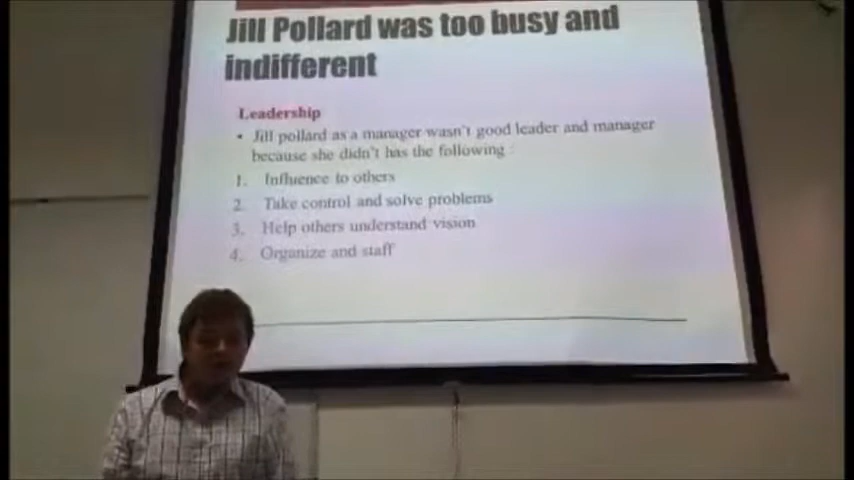 Jill Pollard was too busy and
indifferent
Leadership
• Jill pollard as a manager wasn't good leader and manager
because she didn't has the following :
1. Influence to others
2. Take control and solve problems
3. Help others understand vision
4. Organize and staff